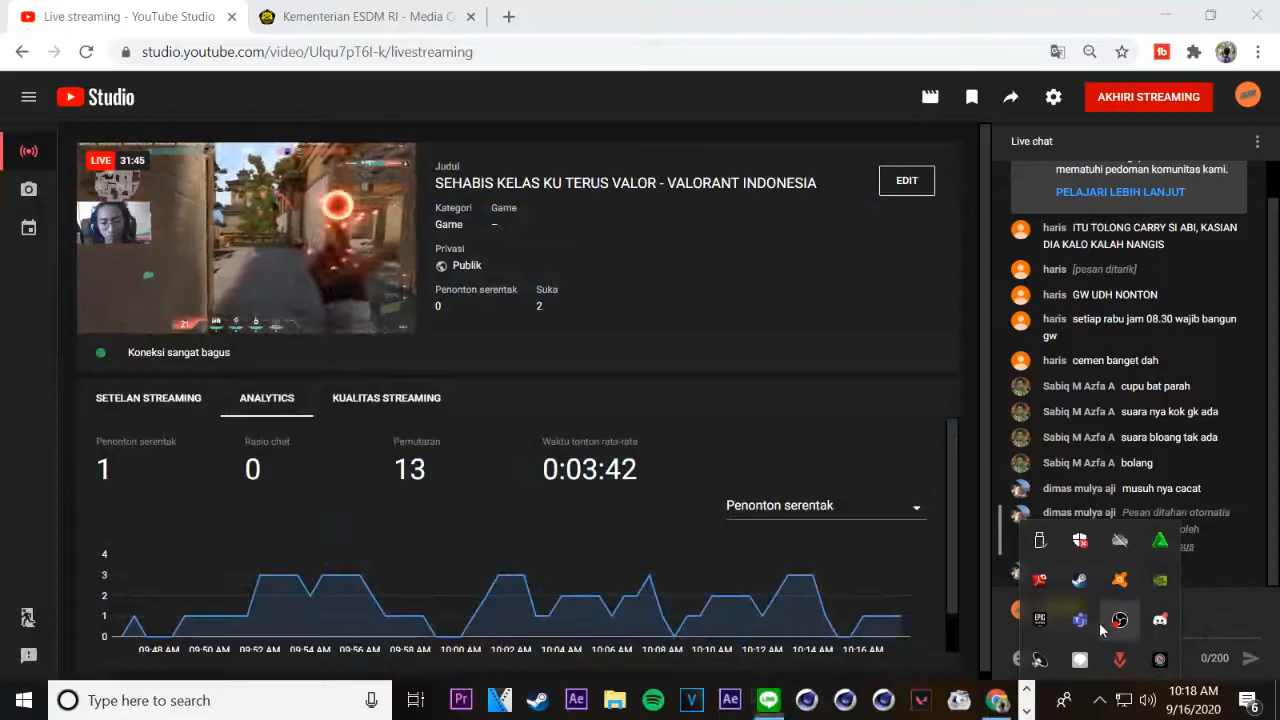 Live streaming - YouTube Studio
Kementerian ESDM RI - Media C
studio.youtube.com/video/UIqu7pT6I-k/livestreaming
Studio
AKHIRI STREAMING
LIVE 31:45
21
Judul
SEHABIS KELAS KU TERUS VALOR - VALORANT INDONESIA
EDIT
Kategori Game
Game –
Privasi
Publik
Penonton serentak Suka
0 2
Koneksi sangat bagus
SETELAN STREAMING ANALYTICS KUALITAS STREAMING
Penonton serentak Rasio chat Pemutaran Waktu tonton rata-rata
1 0 13 0:03:42
Penonton serentak
4
3
2
1
0
09:48 AM 09:50 AM 09:52 AM 09:54 AM 09:56 AM 09:58 AM 10:00 AM 10:02 AM 10:04 AM 10:06 AM 10:08 AM 10:10 AM 10:12 AM 10:14 AM 10:16 AM
Live chat
mematuhi pedoman komunitas kami.
PELAJARI LEBIH LANJUT
haris ITU TOLONG CARRY SI ABI, KASIAN
DIA KALO KALAH NANGIS
haris [pesan ditarik]
haris GW UDH NONTON
haris setiap rabu jam 08.30 wajib bangun
gw
haris cemen banget dah
Sabiq M Azfa A cupu bat parah
Sabiq M Azfa A suara nya kok gk ada
Sabiq M Azfa A suara bloang tak ada
Sabiq M Azfa A bolang
dimas mulya aji musuh nya cacat
dimas mulya aji Pesan ditahan otomatis
oleh
us
EPIC
0/200
Type here to search
Pr
Ae
V
Ae
LINE
10:18 AM
9/16/2020
6